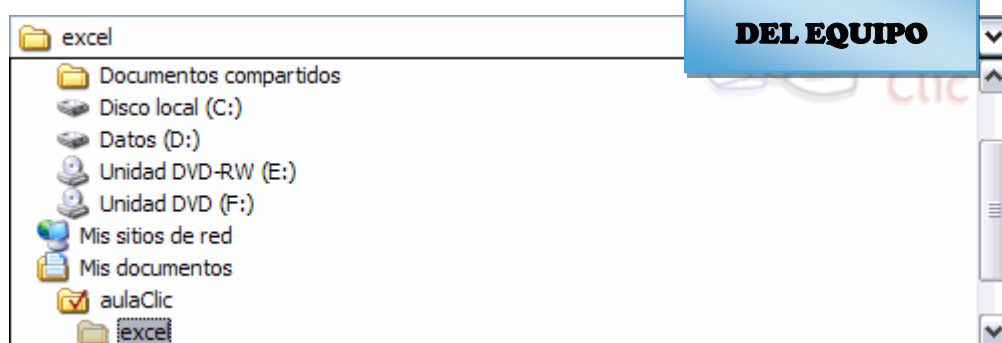 DEL EQUIPO
excel
Documentos compartidos
Clic
Disco local (C:)
Datos (D:)
Unidad DVD-RW (E:)
Unidad DVD (F:)
Mis sitios de red
Mis documentos
aulaClic
excel